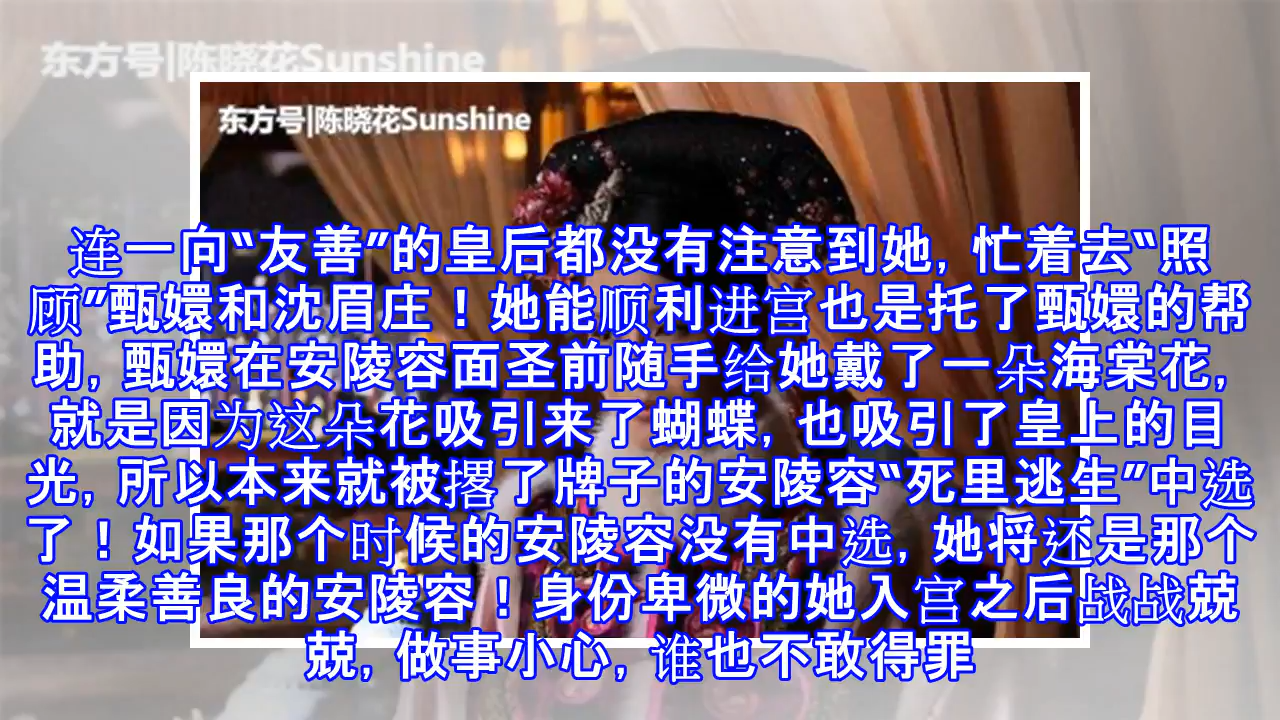 东方号|陈晓花Sunshine
东方号|陈晓花Sunshine
连一向“友善”的皇后都没有注意到她, 忙着去“照
顾”甄嬛和沈眉庄！她能顺利进宫也是托了甄嬛的帮
助, 甄嬛在安陵容面圣前随手给她戴了一朵海棠花,
就是因为这朵花吸引来了蝴蝶, 也吸引了皇上的目
光, 所以本来就被撂了牌子的安陵容“死里逃生”中选
了！如果那个时候的安陵容没有中选, 她将还是那个
温柔善良的安陵容！身份卑微的她入宫之后战战兢
兢, 做事小心, 谁也不敢得罪